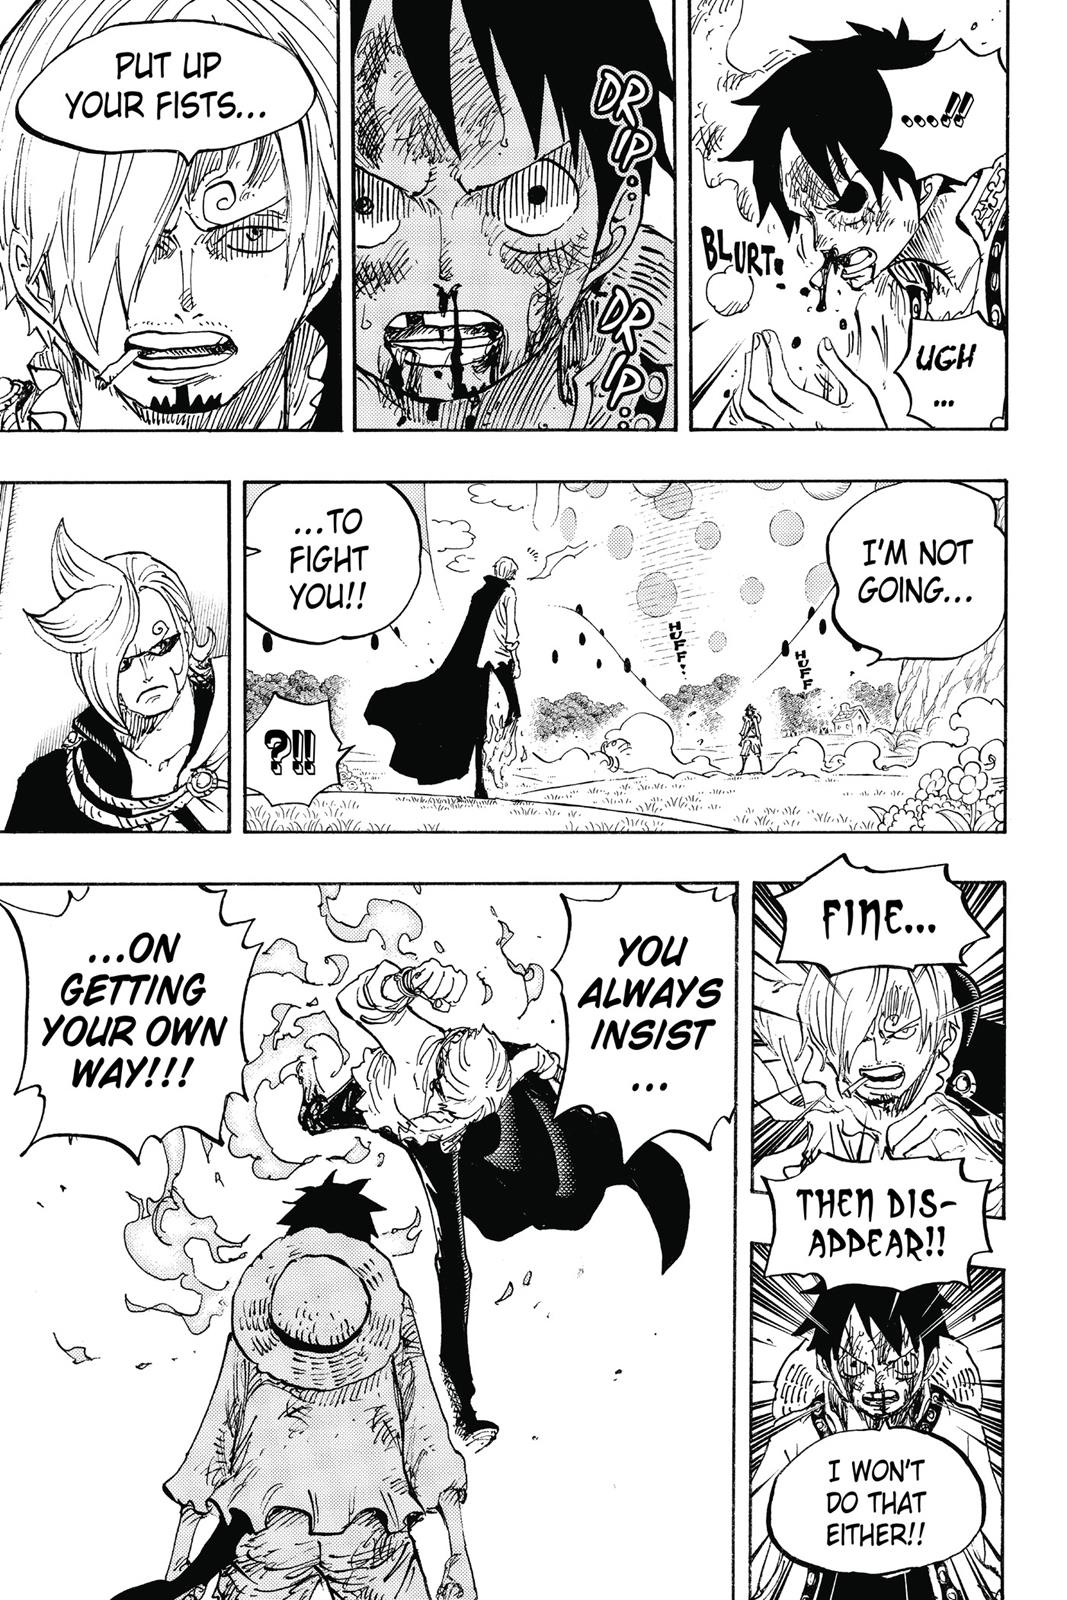 ....!!
BLURT
UGH
...
DRIP..
DRIP..
PUT UP
YOUR FISTS...
I'M NOT
GOING...
HUFF
HUFF!
...TO
FIGHT
YOU!!
?!!
FINE...
THEN DIS-
APPEAR!!
I WON'T
DO THAT
EITHER!!
YOU
ALWAYS
INSIST
...
...ON
GETTING
YOUR OWN
WAY!!!